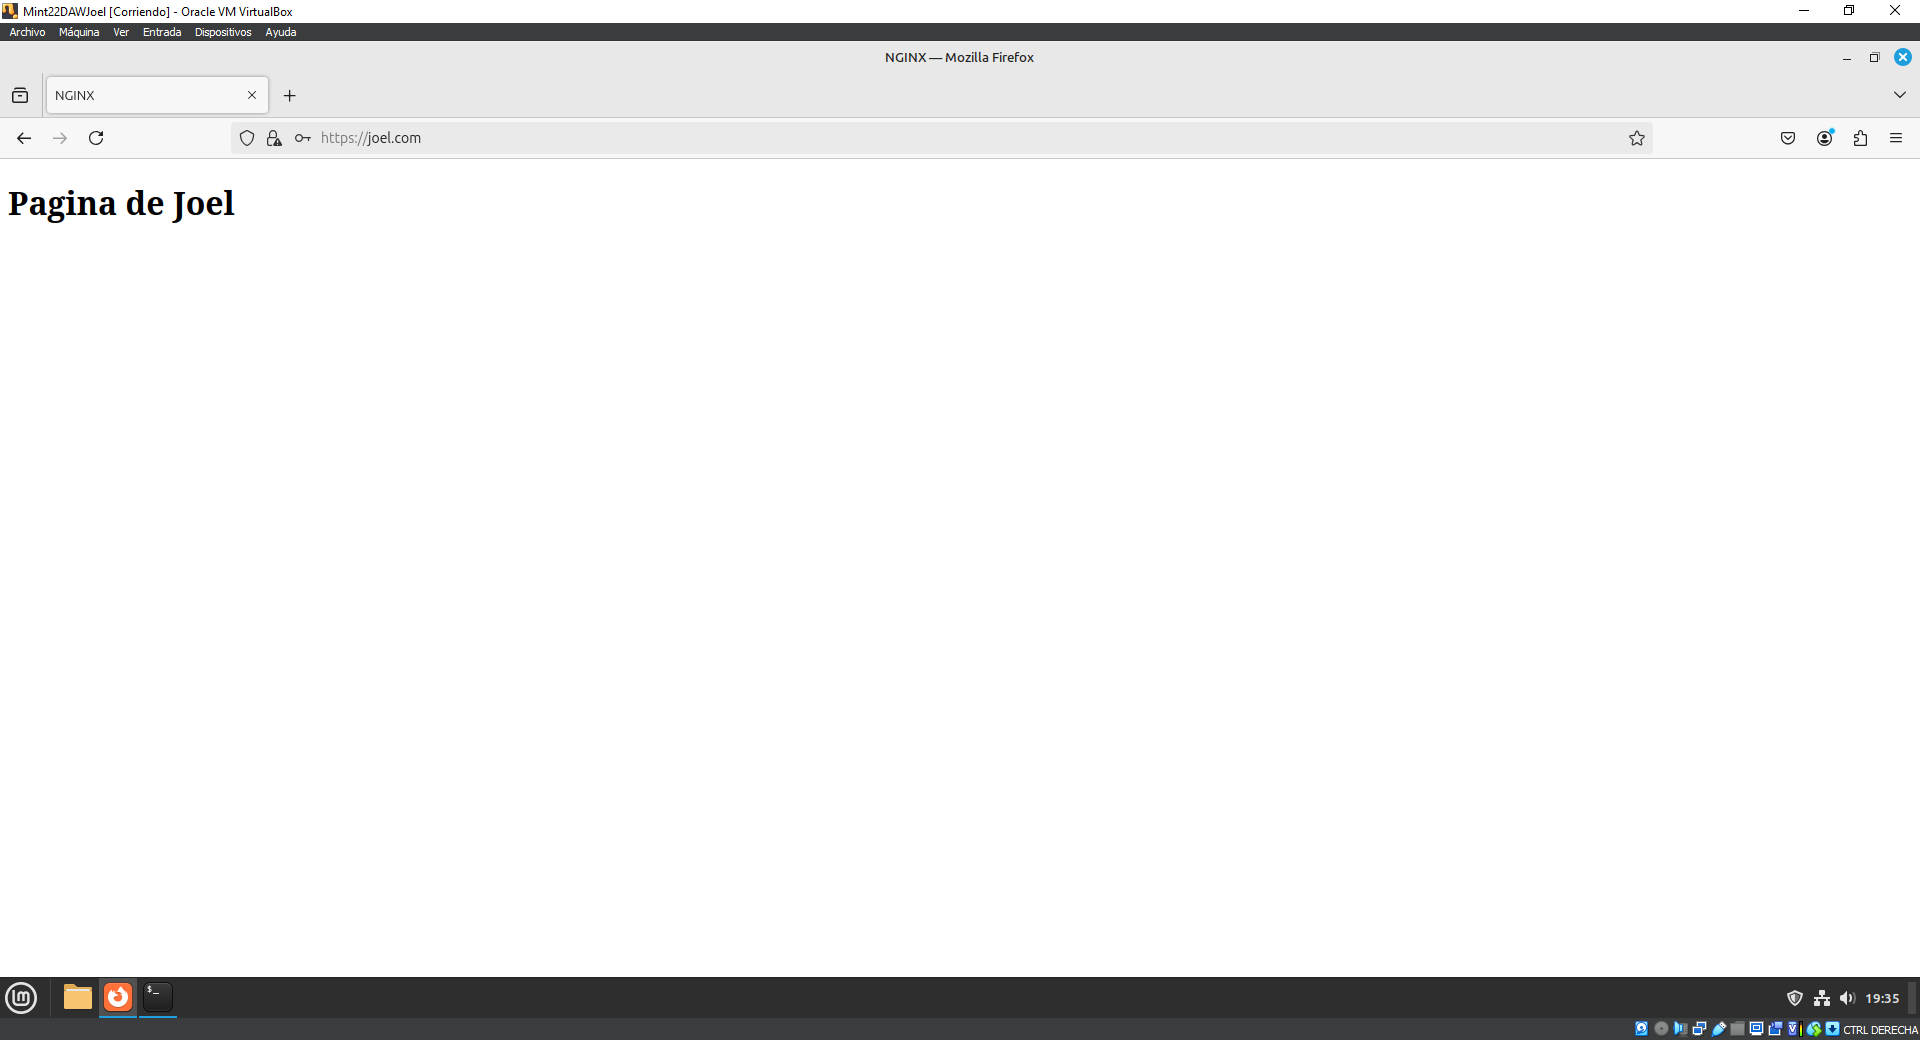 Mint22DAWJoel [Corriendo] - Oracle VM VirtualBox
Archivo Máquina Ver Entrada Dispositivos Ayuda
NGINX — Mozilla Firefox
NGINX
https://joel.com
Pagina de Joel
$_
19:35
CTRL DERECHA